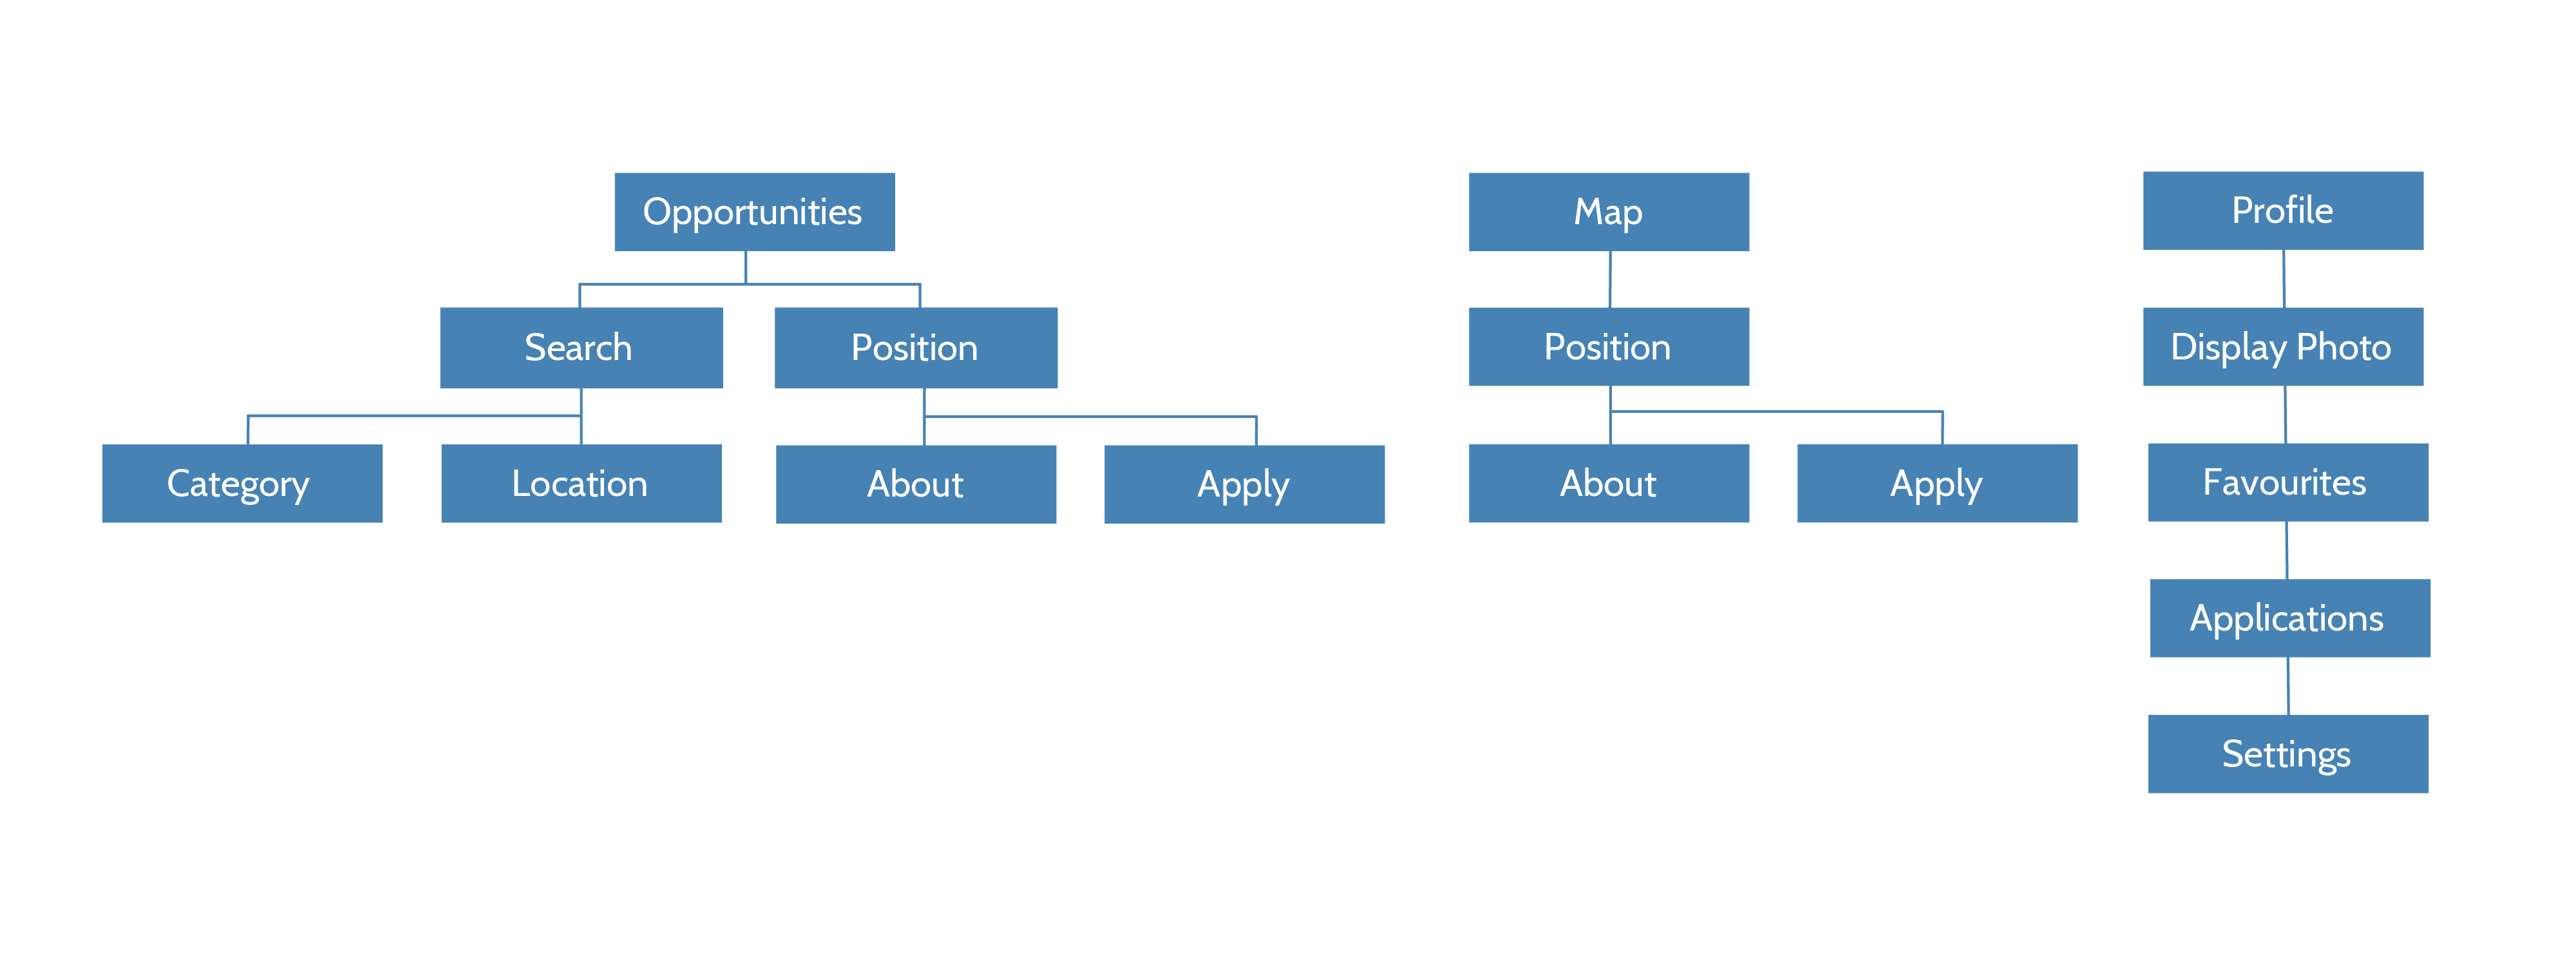 Opportunities
Map
Profile
Search
Position
Position
Display Photo
Category
Location
About
Apply
About
Apply
Favourites
Applications
Settings